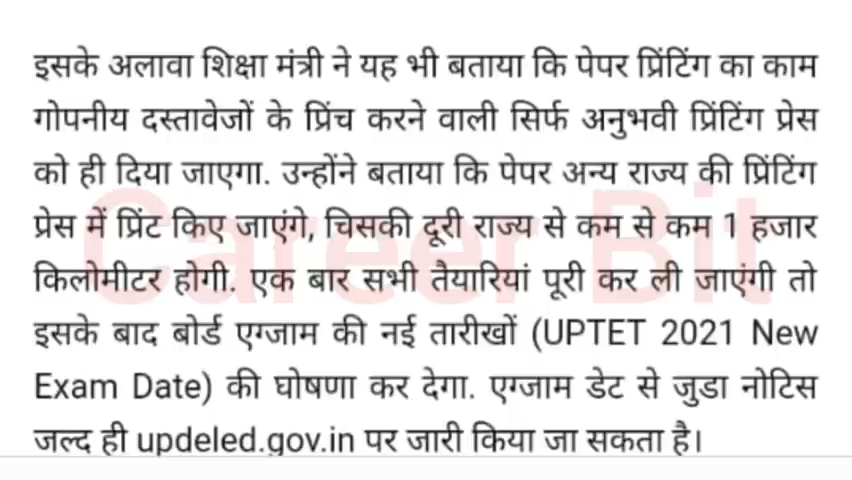 इसके अलावा शिक्षा मंत्री ने यह भी बताया कि पेपर प्रिंटिंग का काम
गोपनीय दस्तावेजों के प्रिंच करने वाली सिर्फ अनुभवी प्रिंटिंग प्रेस
को ही दिया जाएगा. उन्होंने बताया कि पेपर अन्य राज्य की प्रिंटिंग
प्रेस में प्रिंट किए जाएंगे, चिसकी दूरी राज्य से कम से कम 1 हजार
किलोमीटर होगी. एक बार सभी तैयारियां पूरी कर ली जाएंगी तो
इसके बाद बोर्ड एग्जाम की नई तारीखों (UPTET 2021 New
Exam Date) की घोषणा कर देगा. एग्जाम डेट से जुडा नोटिस
जल्द ही updeled.gov.in पर जारी किया जा सकता है।
Career Bit